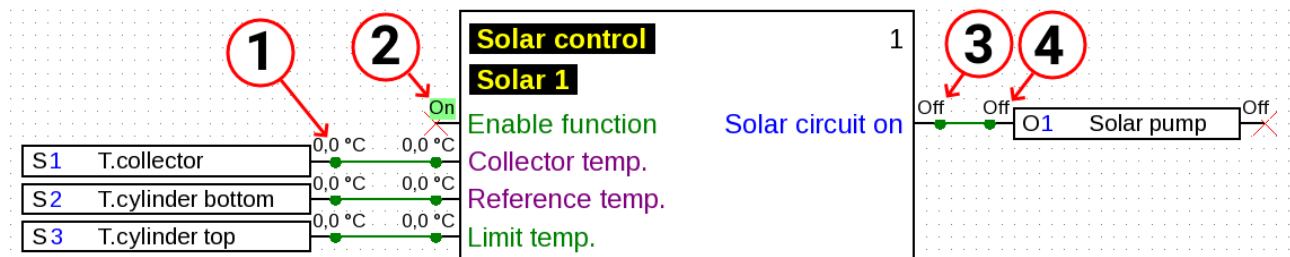 1 2 3 4
Solar control 1
Solar 1
On Off Off Off
Enable function Solar circuit on O1 Solar pump
0,0 °C 0,0 °C
S1 T.collector Collector temp.
0,0 °C 0,0 °C
S2 T.cylinder bottom Reference temp.
0,0 °C 0,0 °C
S3 T.cylinder top Limit temp.